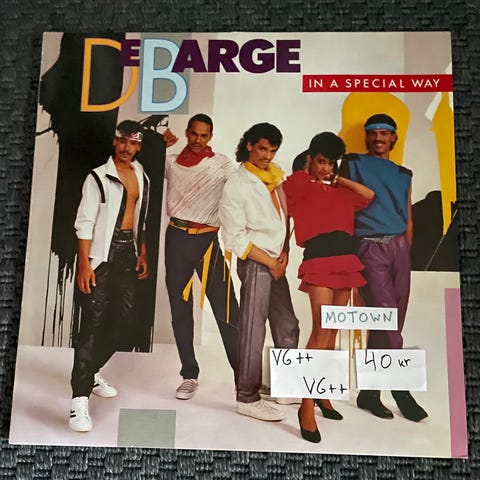 DeBARGE
IN A SPECIAL WAY
MOTOWN
VG++
VG++
40 kr